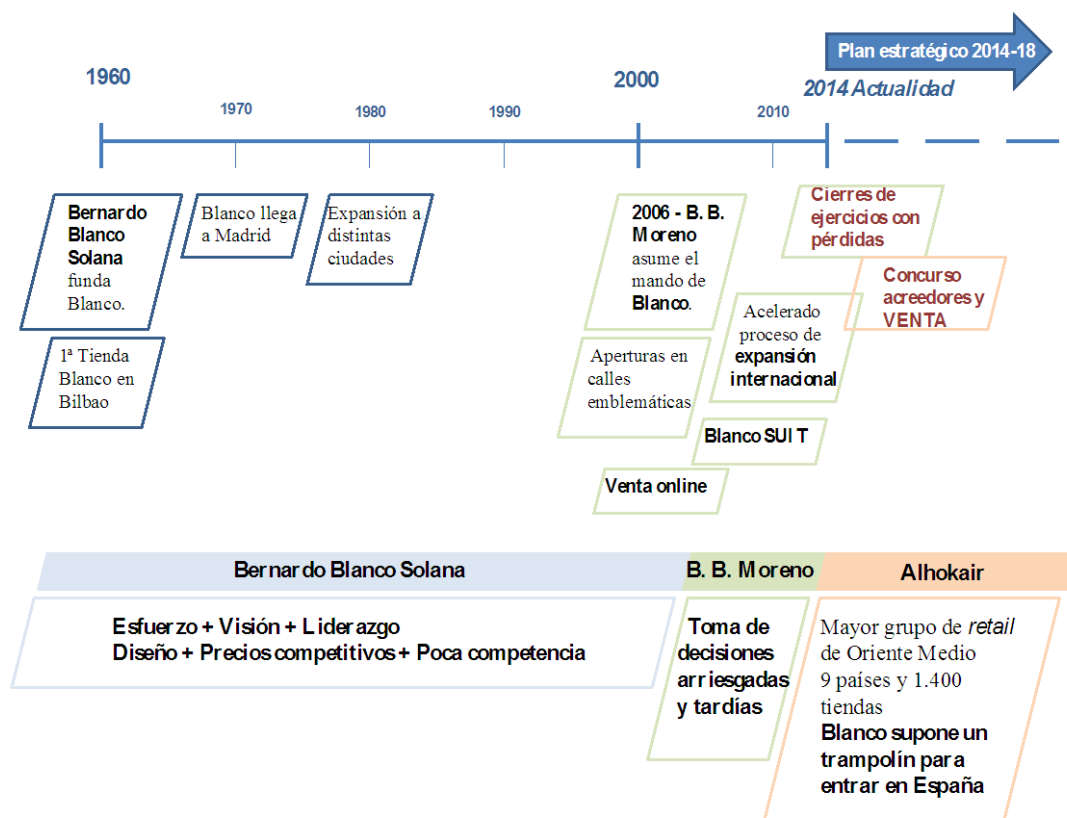 Plan estratégico 2014-18
1960
2000
2014 Actualidad
1970
1980
1990
2010
Bernardo
Blanco
Solana
funda
Blanco.
1ª Tienda
Blanco en
Bilbao
Blanco llega
a Madrid
Expansión a
distintas
ciudades
2006 - B. B.
Moreno
asume el
mando de
Blanco.
Aperturas en
calles
emblemáticas
Venta online
Cierres de
ejercicios con
pérdidas
Concurso
acreedores y
VENTA
Acelerado
proceso de
expansión
internacional
Blanco SUIT
Bernardo Blanco Solana
B. B. Moreno
Alhokair
Esfuerzo + Visión + Liderazgo
Diseño + Precios competitivos + Poca competencia
Toma de
decisiones
arriesgadas
y tardías
Mayor grupo de retail
de Oriente Medio
9 países y 1.400
tiendas
Blanco supone un
trampolín para
entrar en España